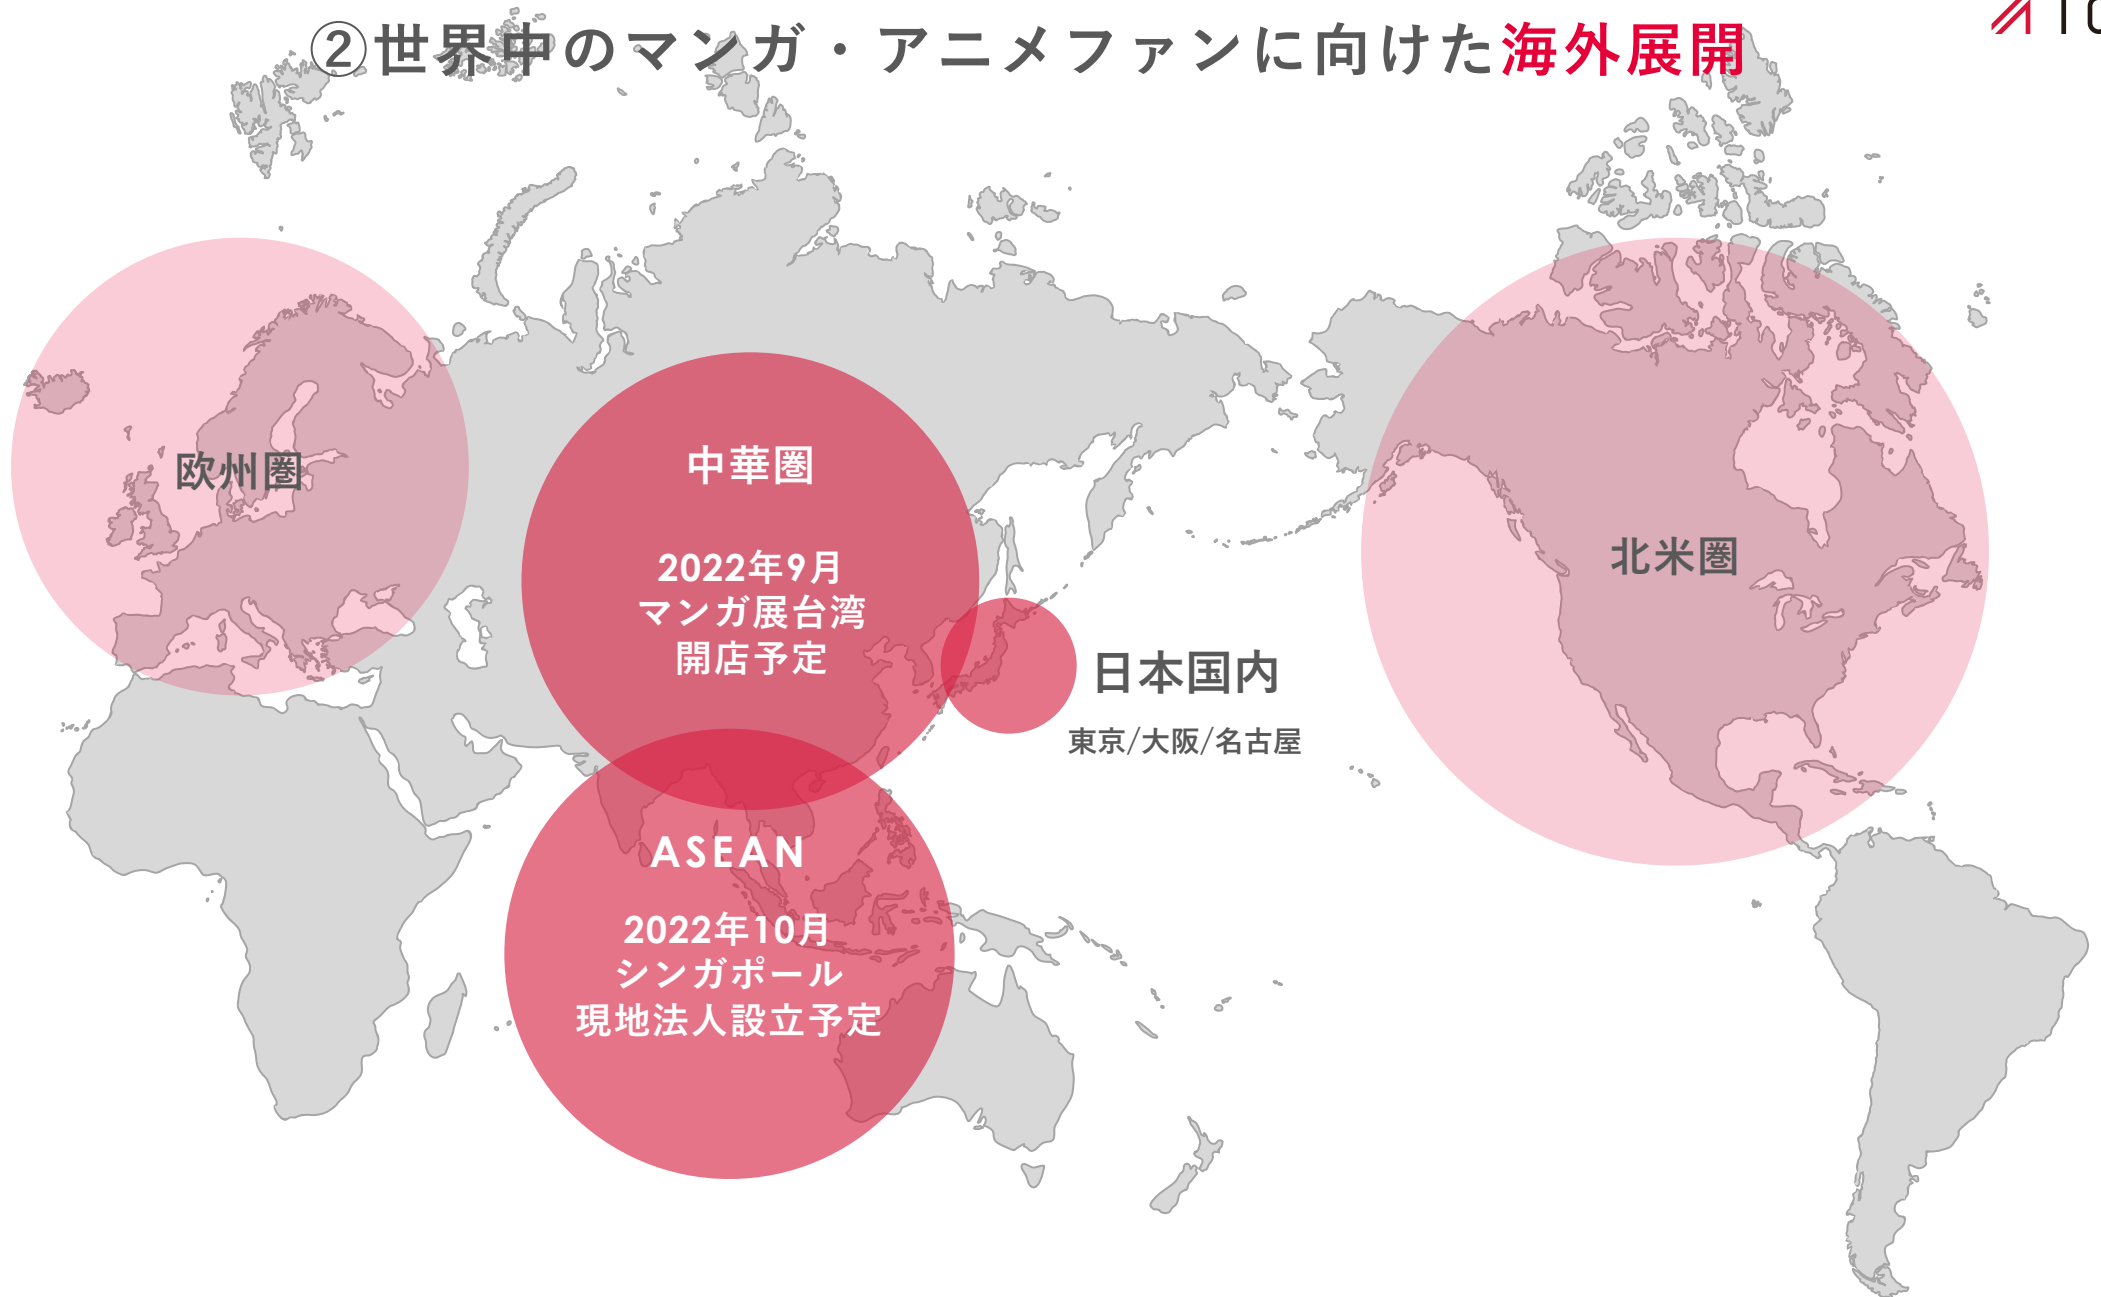 ②世界中のマンガ・アニメファンに向けた海外展開
欧州圏
中華圏
2022年9月
マンガ展台湾
開店予定
北米圏
日本国内
東京/大阪/名古屋
ASEAN
2022年10月
シンガポール
現地法人設立予定